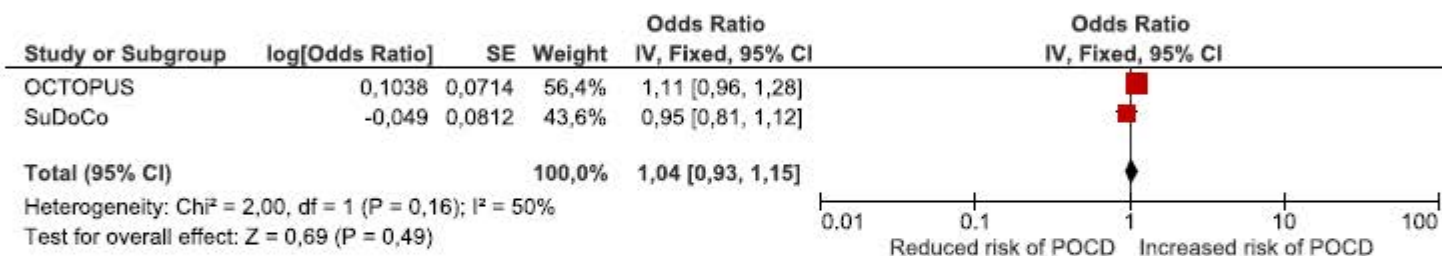 Odds Ratio Odds Ratio
Study or Subgroup log[Odds Ratio] SE Weight IV, Fixed, 95% CI IV, Fixed, 95% CI
OCTOPUS 0,1038 0,0714 56,4% 1,11 [0,96, 1,28]
SuDoCo -0,049 0,0812 43,6% 0,95 [0,81, 1,12]
Total (95% CI) 100,0% 1,04 [0,93, 1,15]
Heterogeneity: Chi² = 2,00, df = 1 (P = 0,16); I² = 50%
Test for overall effect: Z = 0,69 (P = 0,49)
0.01 0.1 1 10 100
Reduced risk of POCD Increased risk of POCD